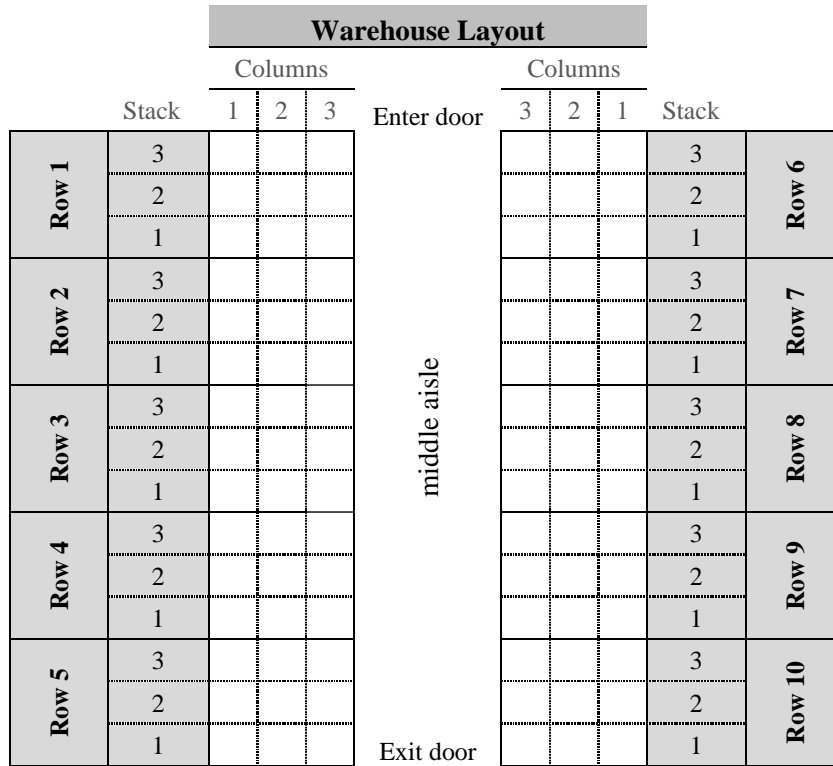 Warehouse Layout
Columns Columns
Stack 1 2 3 Enter door 3 2 1 Stack
Row 1 3 3 Row 6
2 2
1 1
Row 2 3 3 Row 7
2 2
1 1
middle aisle
Row 3 3 3 Row 8
2 2
1 1
Row 4 3 3 Row 9
2 2
1 1
Row 5 3 3 Row 10
2 2
1 Exit door 1